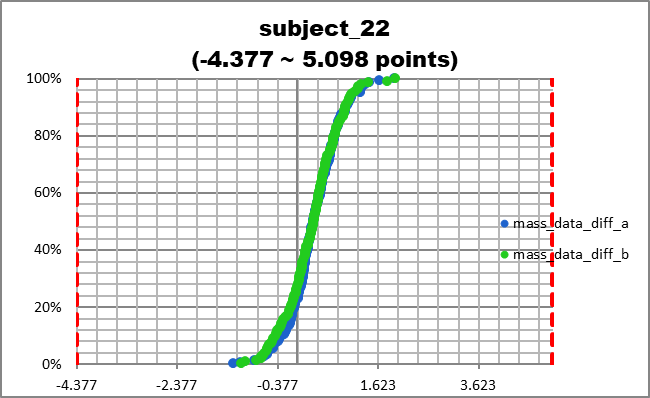 subject_22
(-4.377 ~ 5.098 points)
100%
80%
60%
40%
20%
0%
mass_data_diff_a
mass_data_diff_b
-4.377 -2.377 -0.377 1.623 3.623